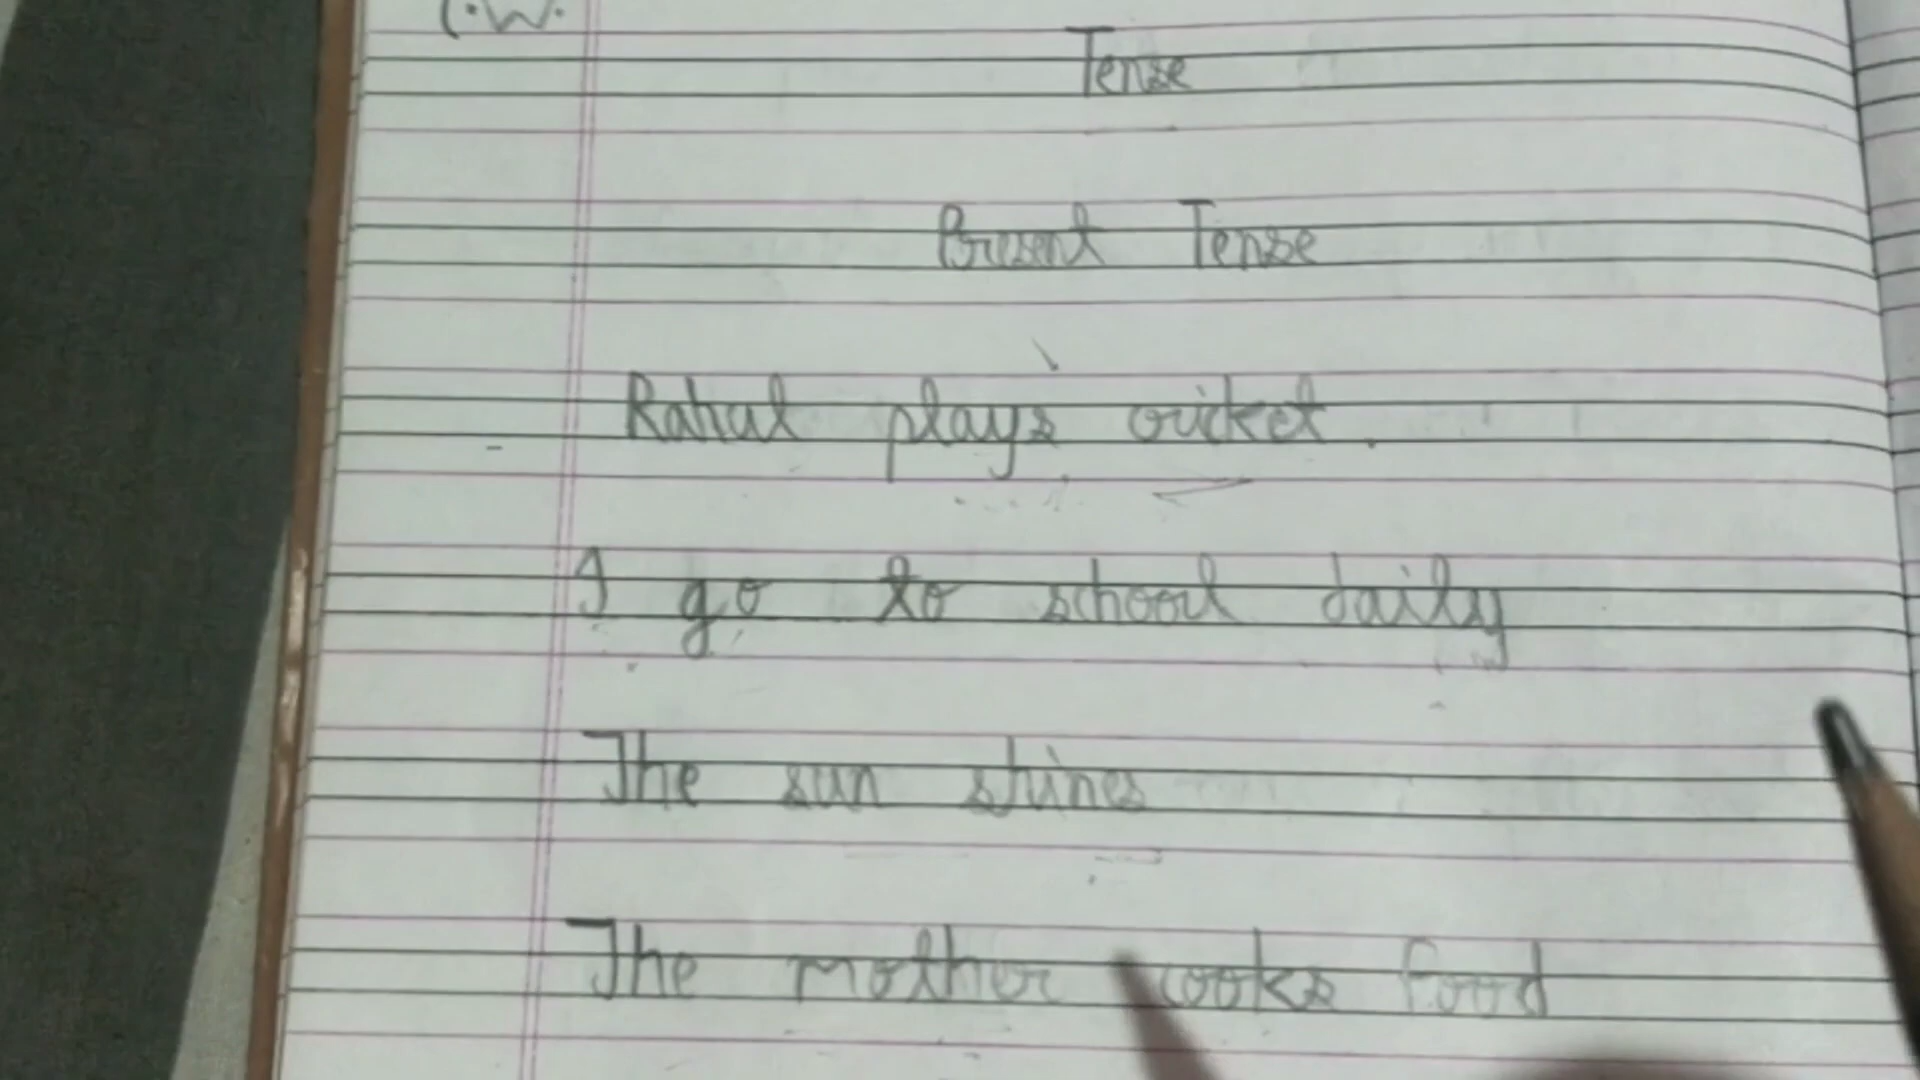 C.W.
Tense
Present Tense
Rahul plays cricket.
I go to school daily
The sun shines
The mother cooks food